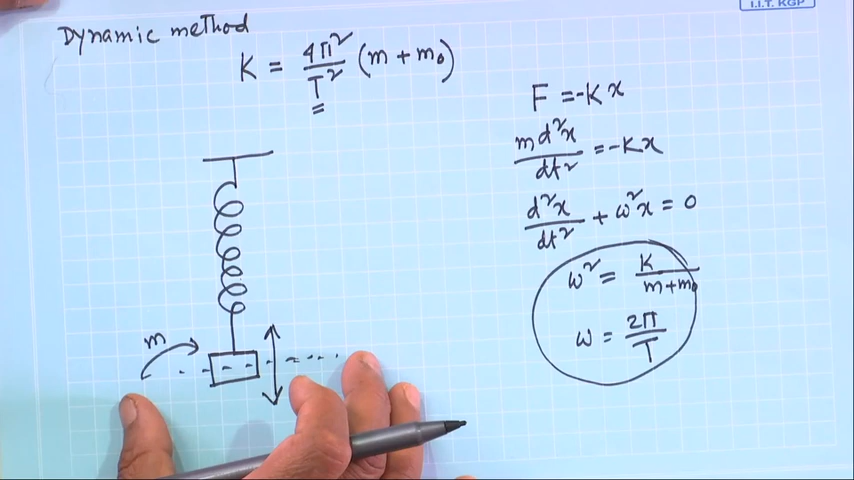 I.I.T. KGP
Dynamic method
K = 4π²/T² (m + m₀)
F = -Kx
md²x/dt² = -Kx
d²x/dt² + ω²x = 0
ω² = K/m+m₀
ω = 2π/T
m